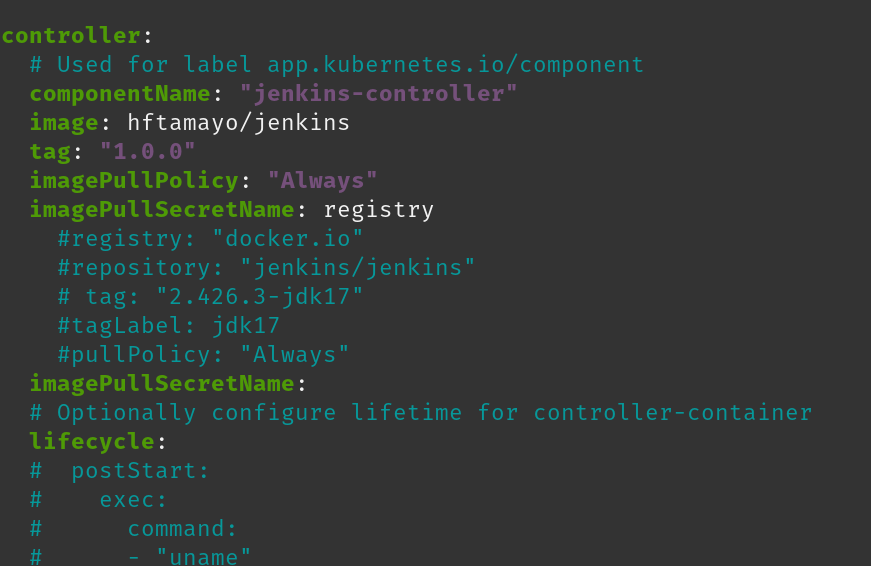 controller:
  # Used for label app.kubernetes.io/component
  componentName: "jenkins-controller"
  image: hftamayo/jenkins
  tag: "1.0.0"
  imagePullPolicy: "Always"
  imagePullSecretName: registry
    #registry: "docker.io"
    #repository: "jenkins/jenkins"
    # tag: "2.426.3-jdk17"
    #tagLabel: jdk17
    #pullPolicy: "Always"
  imagePullSecretName:
  # Optionally configure lifetime for controller-container
  lifecycle:
  #  postStart:
  #    exec:
  #      command:
  #      - "uname"